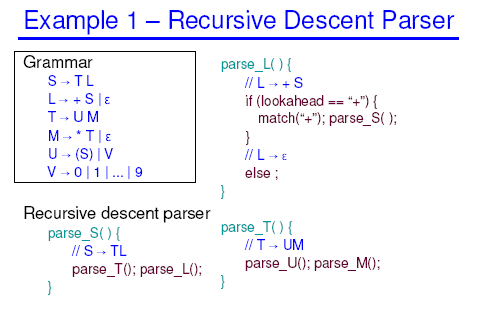 Example 1 – Recursive Descent Parser
Grammar
S → T L
L → + S | ε
T → U M
M → * T | ε
U → (S) | V
V → 0 | 1 | ... | 9
Recursive descent parser
parse_S( ) {
// S → TL
parse_T(); parse_L();
}
parse_L( ) {
// L → + S
if (lookahead == “+”) {
match(“+”); parse_S( );
}
// L → ε
else ;
}
parse_T( ) {
// T → UM
parse_U(); parse_M();
}